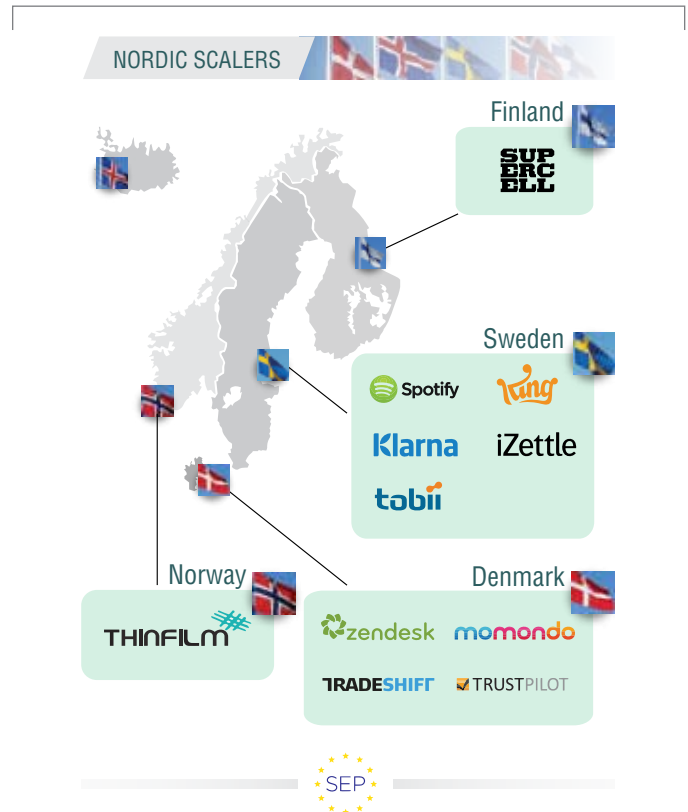 NORDIC SCALERS
Finland
SUP
ERC
ELL
Sweden
Spotify
King
Klarna
iZettle
tobii
Norway
THINFILM
Denmark
zendesk
momondo
TRADESHIFT
TRUSTPILOT
SEP